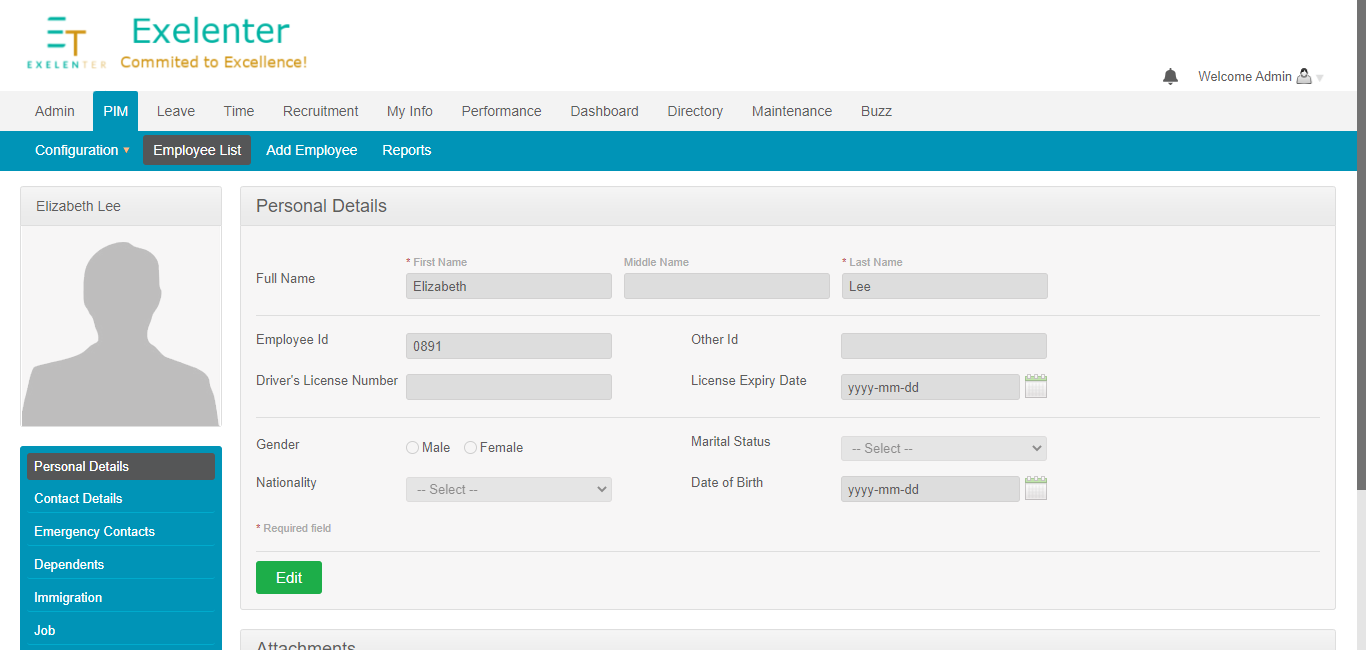 ET
EXELENTER
Exelenter
Commited to Excellence!
Welcome Admin
Admin PIM Leave Time Recruitment My Info Performance Dashboard Directory Maintenance Buzz
Configuration Employee List Add Employee Reports
Elizabeth Lee
Personal Details
Contact Details
Emergency Contacts
Dependents
Immigration
Job
Personal Details
* First Name Middle Name * Last Name
Full Name Elizabeth Lee
Employee Id 0891 Other Id
Driver's License Number License Expiry Date yyyy-mm-dd
Gender Male Female Marital Status -- Select --
Nationality -- Select -- Date of Birth yyyy-mm-dd
* Required field
Edit
Attachments